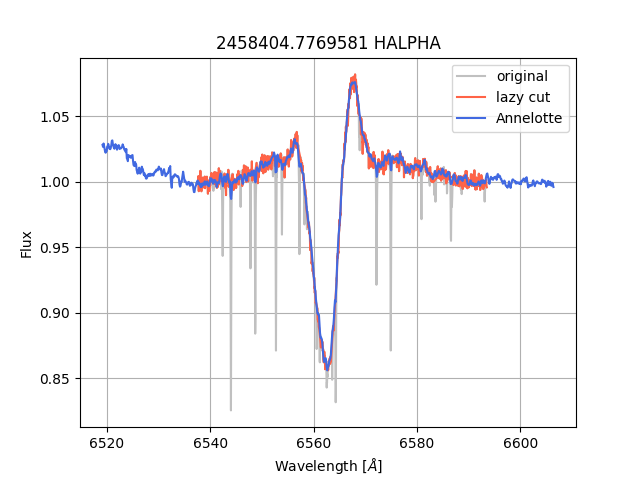 2458404.7769581 HALPHA
original
lazy cut
Annelotte
Flux
1.05
1.00
0.95
0.90
0.85
6520 6540 6560 6580 6600
Wavelength [Å]